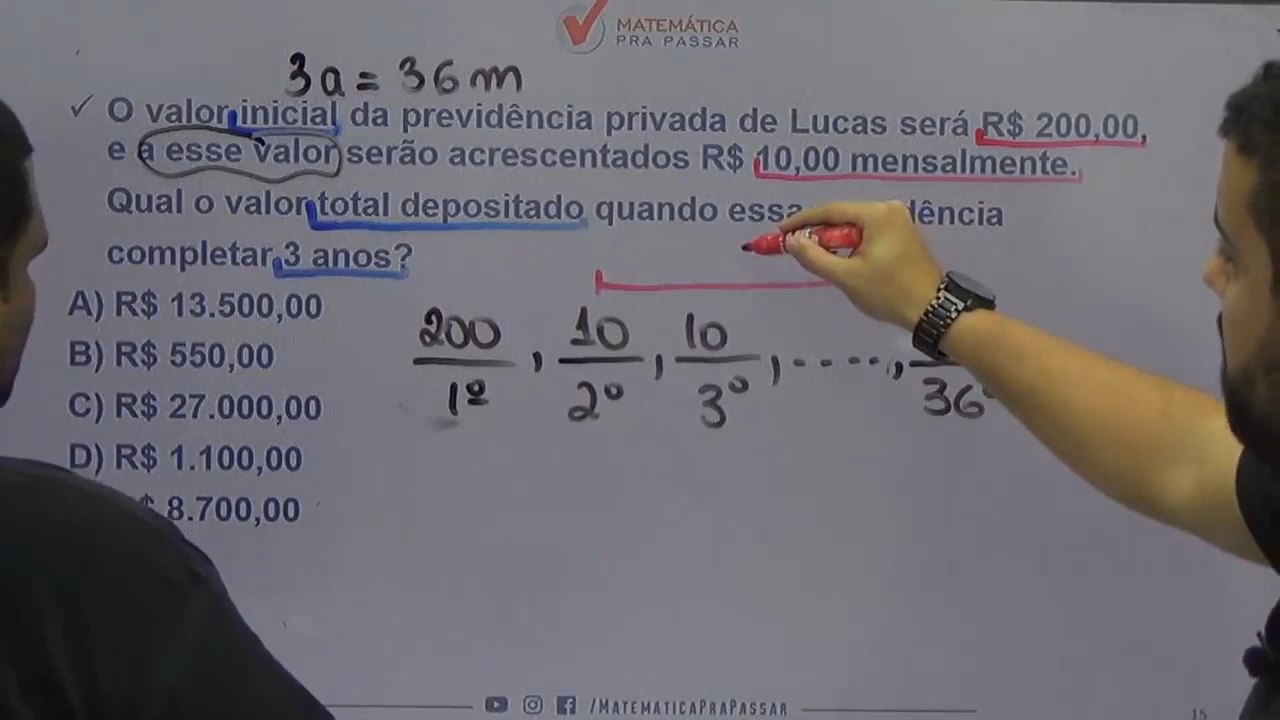 MATEMÁTICA
PRA PASSAR
3a = 36m
✓ O valor inicial da previdência privada de Lucas será R$ 200,00,
e a esse valor serão acrescentados R$ 10,00 mensalmente.
Qual o valor total depositado quando essa dência
completar 3 anos?
A) R$ 13.500,00
B) R$ 550,00
C) R$ 27.000,00
D) R$ 1.100,00
8.700,00
200 , 10 , 10 , ....,
1º 2º 3º 36º
/MATEMATICAPRAPASSAR
15